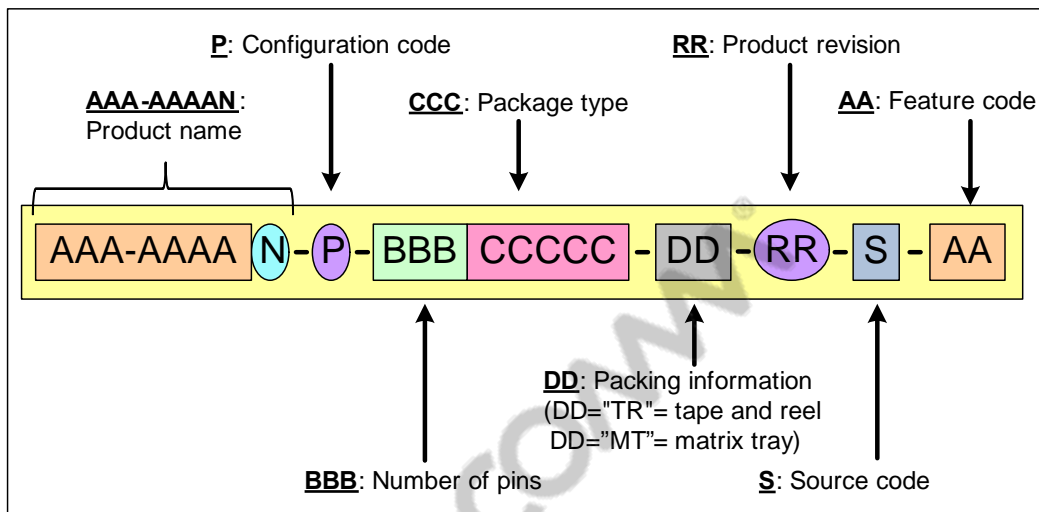 P: Configuration code
RR: Product revision
AAA-AAAAN:
Product name
CCC: Package type
AA: Feature code
AAA-AAAA N – P – BBB CCCCC – DD – RR – S – AA
DD: Packing information
(DD="TR"= tape and reel
DD=”MT”= matrix tray)
BBB: Number of pins
S: Source code